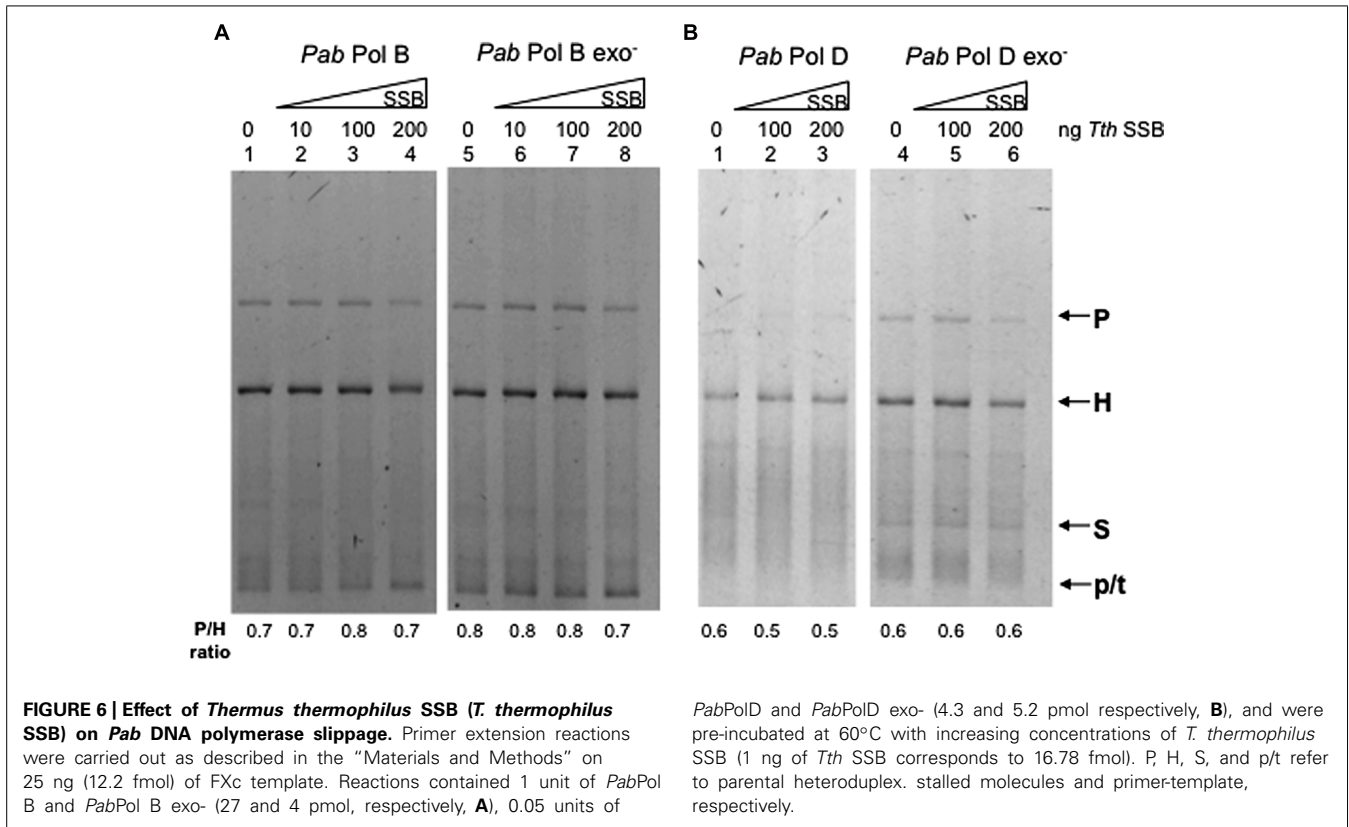 A
B
Pab Pol B
Pab Pol B exo-
Pab Pol D
Pab Pol D exo-
SSB
SSB
SSB
SSB
0 10 100 200
0 10 100 200
0 100 200
0 100 200
ng Tth SSB
1 2 3 4
5 6 7 8
1 2 3
4 5 6
P
H
S
p/t
P/H ratio
0.7 0.7 0.8 0.7
0.8 0.8 0.8 0.7
0.6 0.5 0.5
0.6 0.6 0.6
FIGURE 6 | Effect of Thermus thermophilus SSB (T. thermophilus
SSB) on Pab DNA polymerase slippage. Primer extension reactions
were carried out as described in the “Materials and Methods” on
25 ng (12.2 fmol) of FXc template. Reactions contained 1 unit of PabPol
B and PabPol B exo- (27 and 4 pmol, respectively, A), 0.05 units of
PabPolD and PabPolD exo- (4.3 and 5.2 pmol respectively, B), and were
pre-incubated at 60°C with increasing concentrations of T. thermophilus
SSB (1 ng of Tth SSB corresponds to 16.78 fmol). P, H, S, and p/t refer
to parental heteroduplex. stalled molecules and primer-template,
respectively.